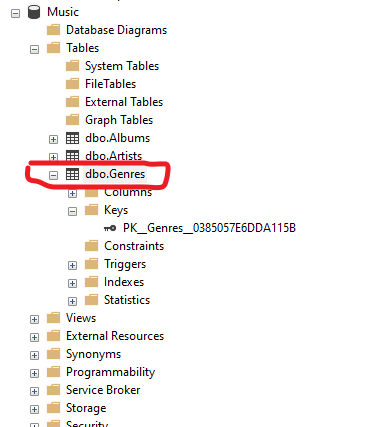 Music
Database Diagrams
Tables
System Tables
FileTables
External Tables
Graph Tables
dbo.Albums
dbo.Artists
dbo.Genres
Columns
Keys
PK__Genres__0385057E6DDA115B
Constraints
Triggers
Indexes
Statistics
Views
External Resources
Synonyms
Programmability
Service Broker
Storage
Security